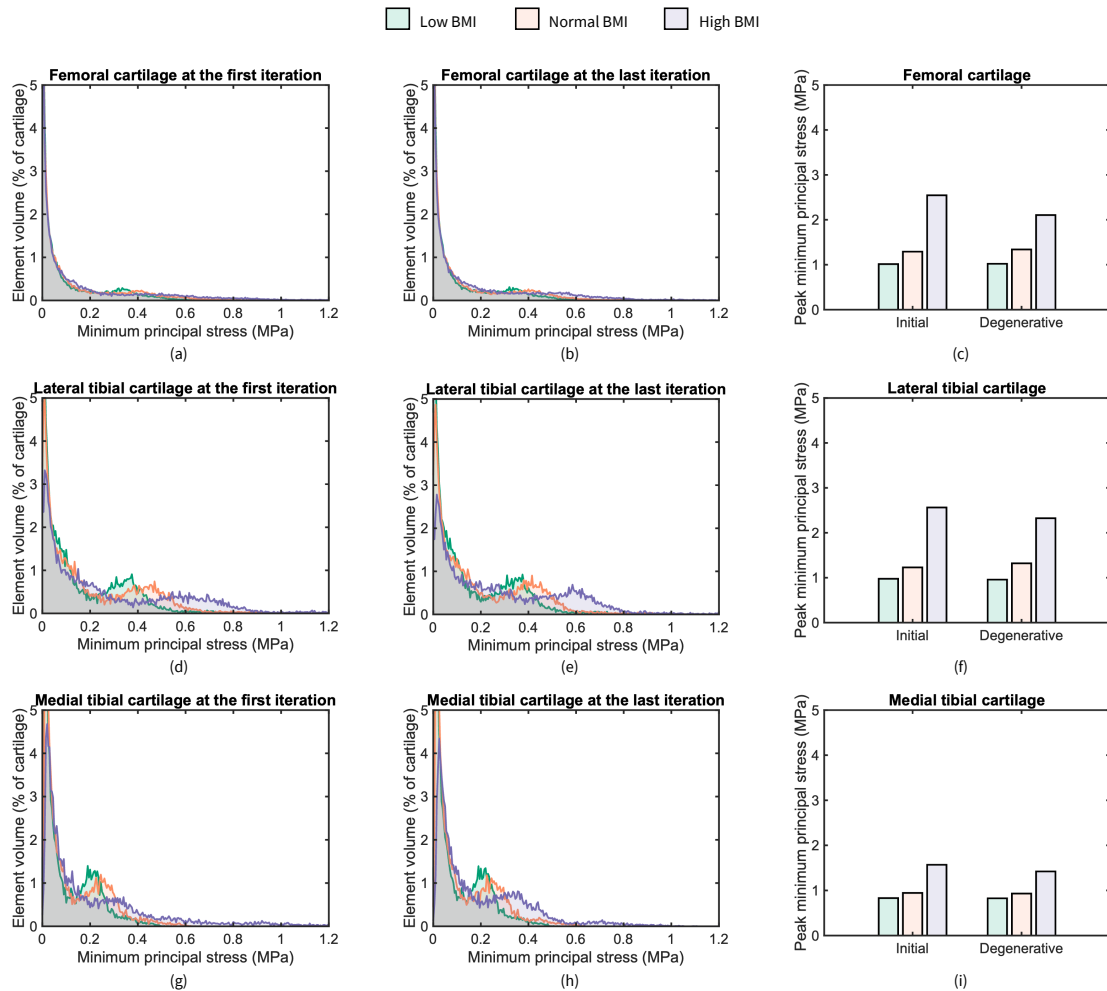 Low BMI Normal BMI High BMI
Femoral cartilage at the first iteration
Element volume (% of cartilage)
5
4
3
2
1
0
0 0.2 0.4 0.6 0.8 1 1.2
Minimum principal stress (MPa)
(a)
Femoral cartilage at the last iteration
Element volume (% of cartilage)
5
4
3
2
1
0
0 0.2 0.4 0.6 0.8 1 1.2
Minimum principal stress (MPa)
(b)
Femoral cartilage
Peak minimum principal stress (MPa)
5
4
3
2
1
0
Initial Degenerative
(c)
Lateral tibial cartilage at the first iteration
Element volume (% of cartilage)
5
4
3
2
1
0
0 0.2 0.4 0.6 0.8 1 1.2
Minimum principal stress (MPa)
(d)
Lateral tibial cartilage at the last iteration
Element volume (% of cartilage)
5
4
3
2
1
0
0 0.2 0.4 0.6 0.8 1 1.2
Minimum principal stress (MPa)
(e)
Lateral tibial cartilage
Peak minimum principal stress (MPa)
5
4
3
2
1
0
Initial Degenerative
(f)
Medial tibial cartilage at the first iteration
Element volume (% of cartilage)
5
4
3
2
1
0
0 0.2 0.4 0.6 0.8 1 1.2
Minimum principal stress (MPa)
(g)
Medial tibial cartilage at the last iteration
Element volume (% of cartilage)
5
4
3
2
1
0
0 0.2 0.4 0.6 0.8 1 1.2
Minimum principal stress (MPa)
(h)
Medial tibial cartilage
Peak minimum principal stress (MPa)
5
4
3
2
1
0
Initial Degenerative
(i)